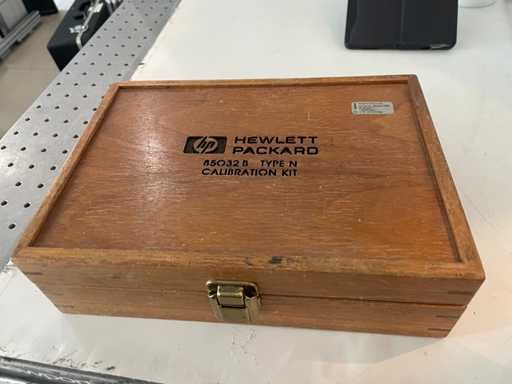 hp HEWLETT
PACKARD
85032B TYPE N
CALIBRATION KIT